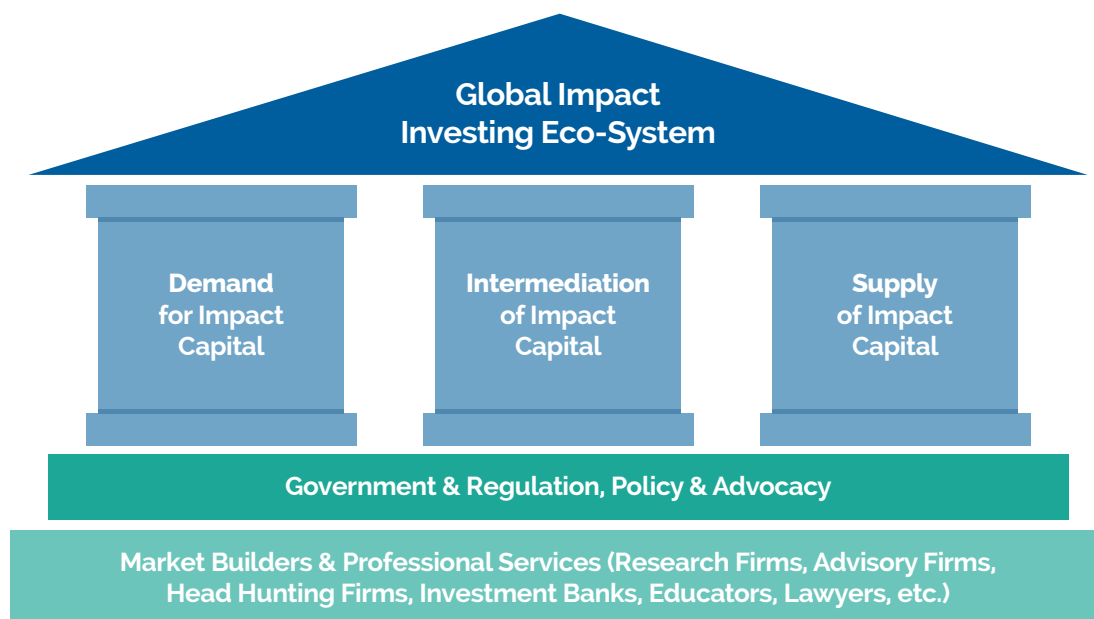 Global Impact
Investing Eco-System
Demand
for Impact
Capital
Intermediation
of Impact
Capital
Supply
of Impact
Capital
Government & Regulation, Policy & Advocacy
Market Builders & Professional Services (Research Firms, Advisory Firms,
Head Hunting Firms, Investment Banks, Educators, Lawyers, etc.)